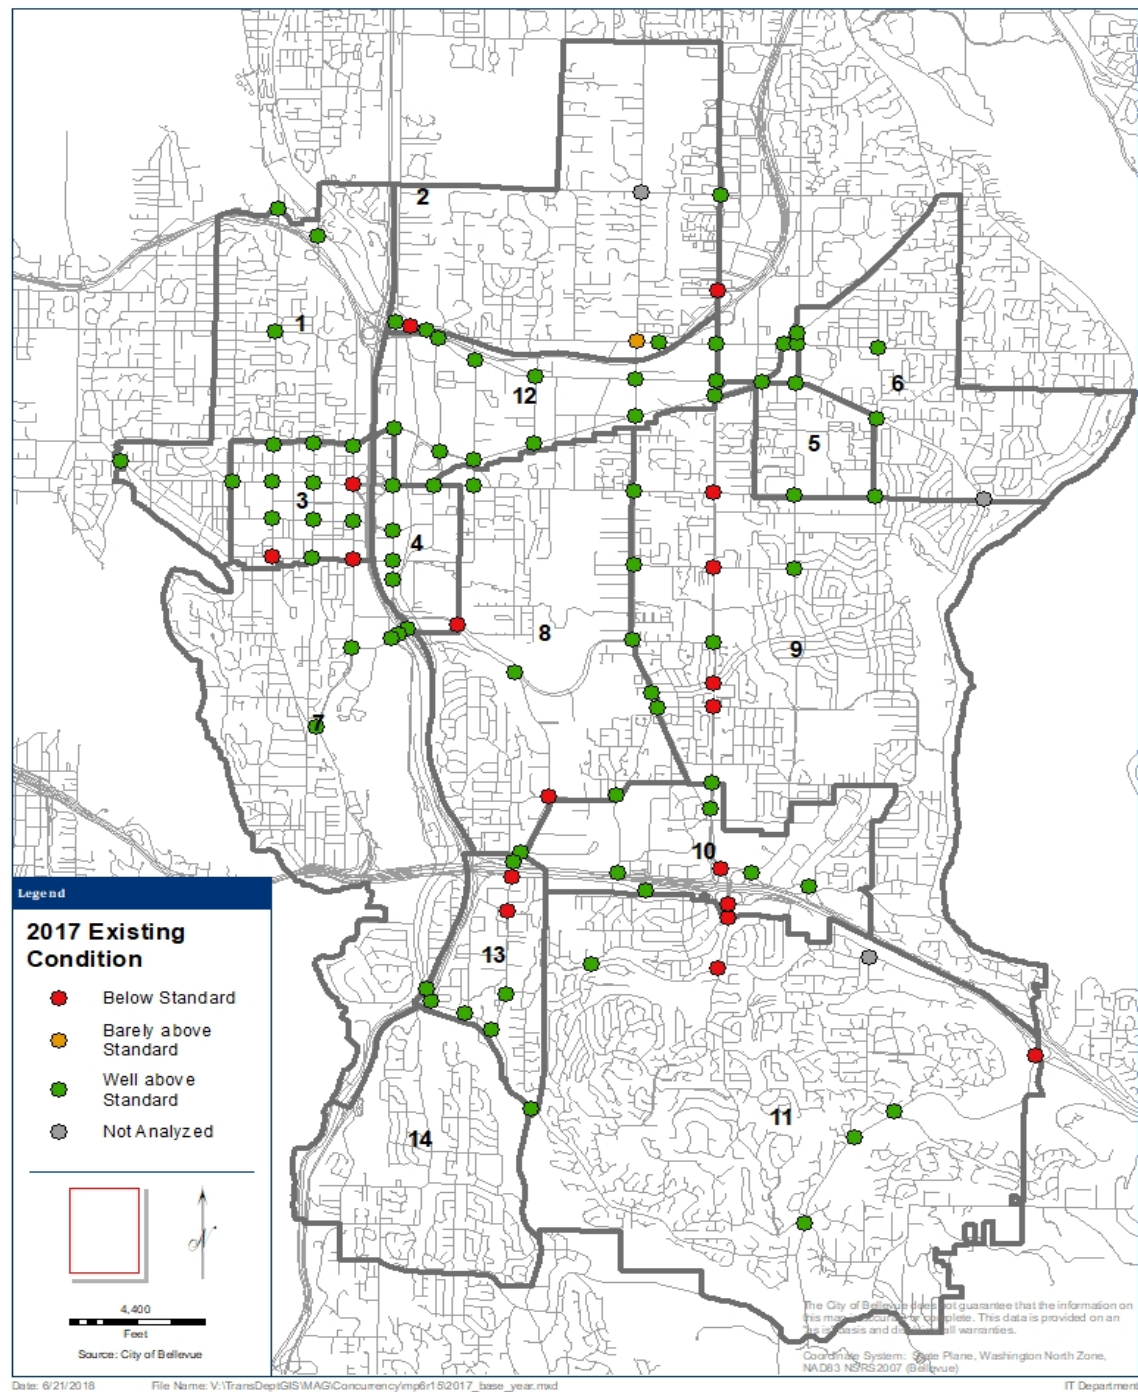 2
1
12
6
5
3
4
8
9
7
10
13
11
14
Legend
2017 Existing
Condition
Below Standard
Barely above
Standard
Well above
Standard
Not Analyzed
N
4,400
Feet
Source: City of Bellevue
The City of Bellevue does not guarantee that the information on
this map is accurate or complete. This data is provided on an
"as is" basis and disclaims all warranties.
Coordinate System: State Plane, Washington North Zone,
NAD83 NSRS2007 (Bellevue)
Date: 6/21/2018 File Name: V:\TransDeptGIS\MAG\Concurrency\mp6r15\2017_base_year.mxd IT Department